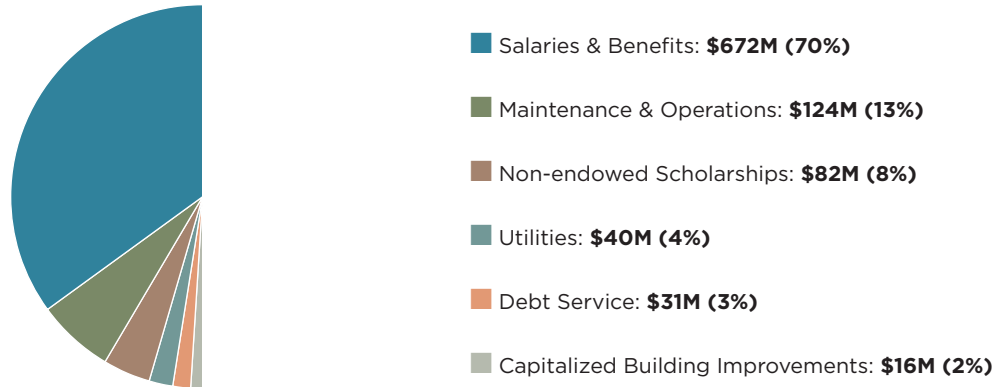 Salaries & Benefits: $672M (70%)
Maintenance & Operations: $124M (13%)
Non-endowed Scholarships: $82M (8%)
Utilities: $40M (4%)
Debt Service: $31M (3%)
Capitalized Building Improvements: $16M (2%)